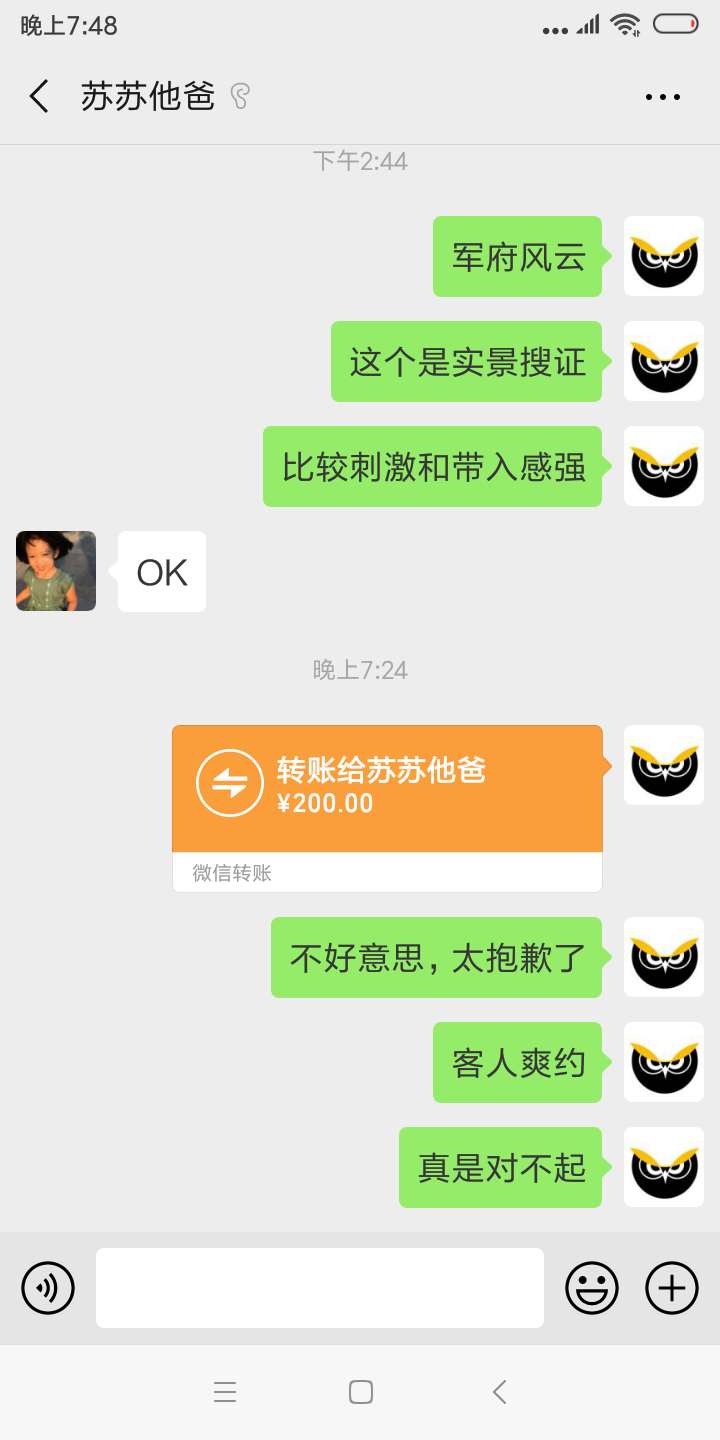 晚上7:48
苏苏他爸
下午2:44
军府风云
这个是实景搜证
比较刺激和带入感强
OK
晚上7:24
转账给苏苏他爸
¥200.00
微信转账
不好意思，太抱歉了
客人爽约
真是对不起